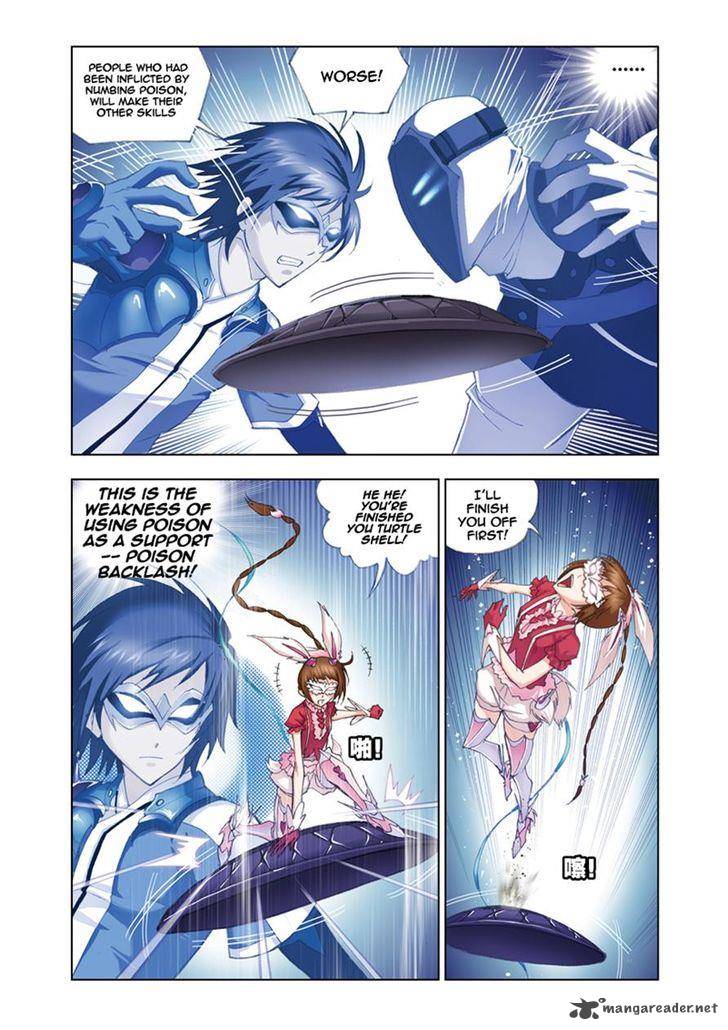 PEOPLE WHO HAD
BEEN INFLICTED BY
NUMBING POISON,
WILL MAKE THEIR
OTHER SKILLS
WORSE!
......
THIS IS THE
WEAKNESS OF
USING POISON
AS A SUPPORT
-- POISON
BACKLASH!
HE HE!
YOU'RE
FINISHED
YOU TURTLE
SHELL!
啪!
I'LL
FINISH
YOU OFF
FIRST!
嚓!
mangareader.net